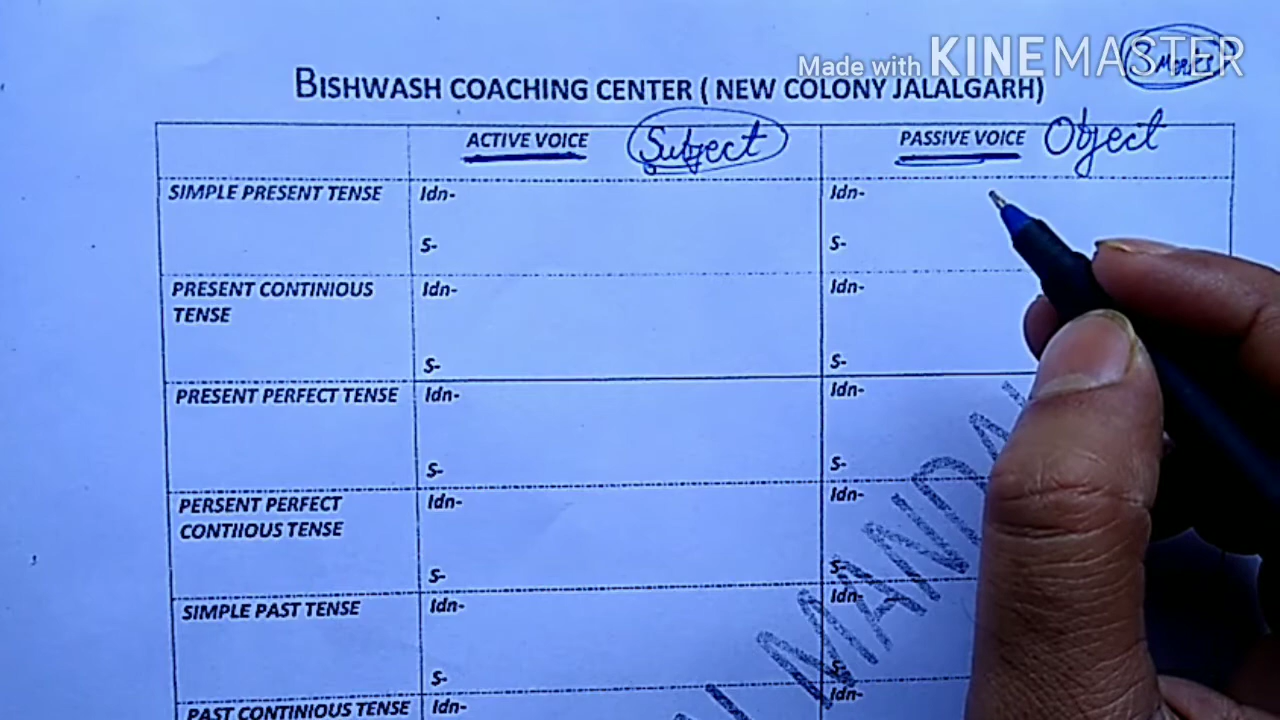 Made with KINEMASTER
BISHWASH COACHING CENTER ( NEW COLONY JALALGARH)
ACTIVE VOICE Subject PASSIVE VOICE Object
SIMPLE PRESENT TENSE Idn- Idn-
S- S-
PRESENT CONTINIOUS Idn- Idn-
TENSE
S- S-
PRESENT PERFECT TENSE Idn- Idn-
S- S-
PERSENT PERFECT Idn- Idn-
CONTIIOUS TENSE
S- S-
SIMPLE PAST TENSE Idn- Idn-
S- S-
PAST CONTINIOUS TENSE Idn- Idn-